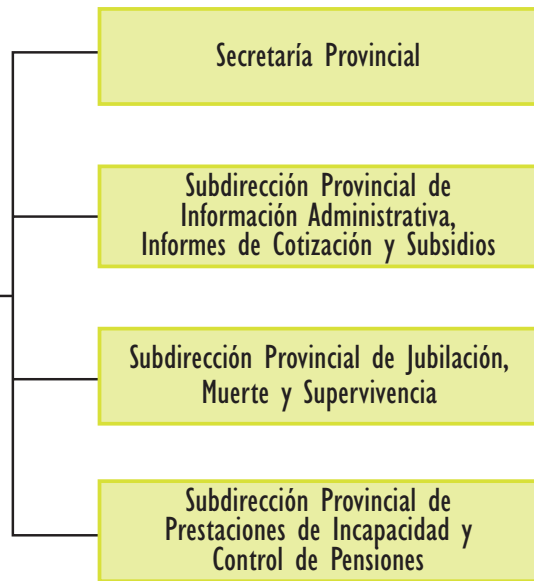 Secretaría Provincial
Subdirección Provincial de
Información Administrativa,
Informes de Cotización y Subsidios
Subdirección Provincial de Jubilación,
Muerte y Supervivencia
Subdirección Provincial de
Prestaciones de Incapacidad y
Control de Pensiones